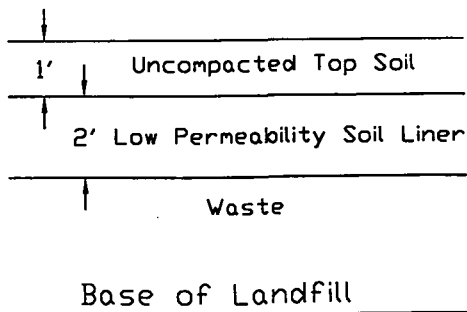 1' Uncompacted Top Soil
2' Low Permeability Soil Liner
Waste
Base of Landfill